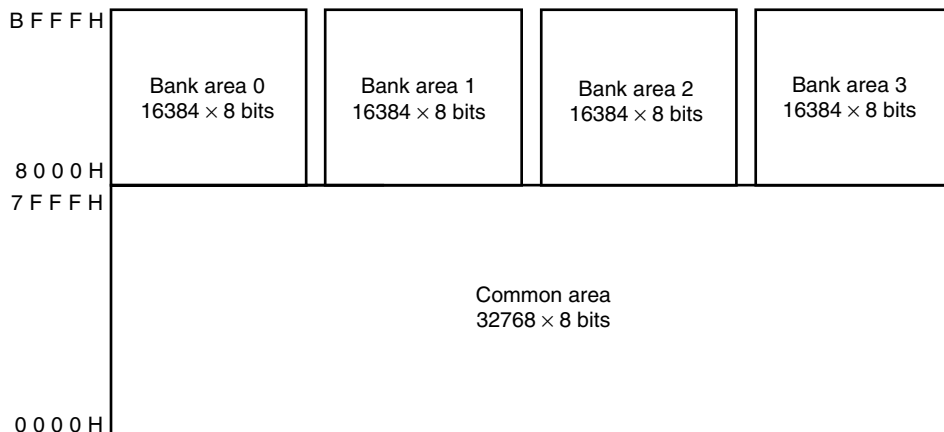 B F F F H
Bank area 0
16384 × 8 bits
Bank area 1
16384 × 8 bits
Bank area 2
16384 × 8 bits
Bank area 3
16384 × 8 bits
8 0 0 0 H
7 F F F H
Common area
32768 × 8 bits
0 0 0 0 H